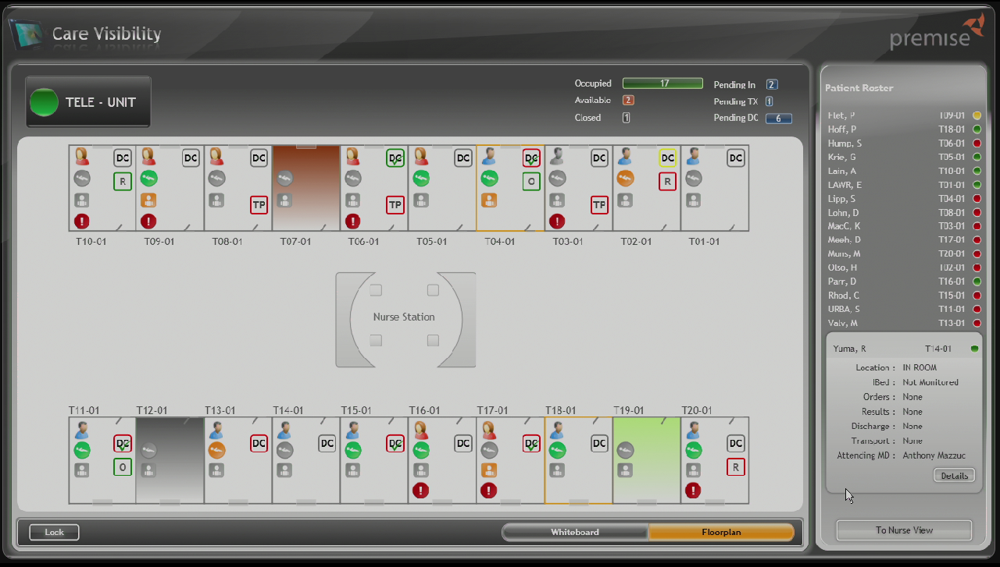 Care Visibility
premise
TELE - UNIT
Occupied 17
Available 2
Closed 1
Pending In 2
Pending TX 1
Pending DC 6
DC DC DC DC DC DC DC DC DC
R O R
TP TP TP
! ! ! !
T10-01 T09-01 T08-01 T07-01 T06-01 T05-01 T04-01 T03-01 T02-01 T01-01
Nurse Station
T11-01 T12-01 T13-01 T14-01 T15-01 T16-01 T17-01 T18-01 T19-01 T20-01
DC DC DC DC DC DC DC DC
O R
! ! !
Lock
Whiteboard
Floorplan
Patient Roster
Flet, P T09-01
Hoff, P T18-01
Hump, S T06-01
Krie, G T05-01
Lain, A T10-01
LAWR, E T01-01
Lipp, S T04-01
Lohn, D T08-01
MacC, K T03-01
Meeh, D T17-01
Muns, M T20-01
Olso, H T02-01
Parr, D T16-01
Rhod, C T15-01
URBA, S T11-01
Valv, M T13-01
Yuma, R T14-01
Location : IN ROOM
IBed : Not Monitored
Orders : None
Results : None
Discharge : None
Transport : None
Attending MD : Anthony Mazzuc
Details
To Nurse View